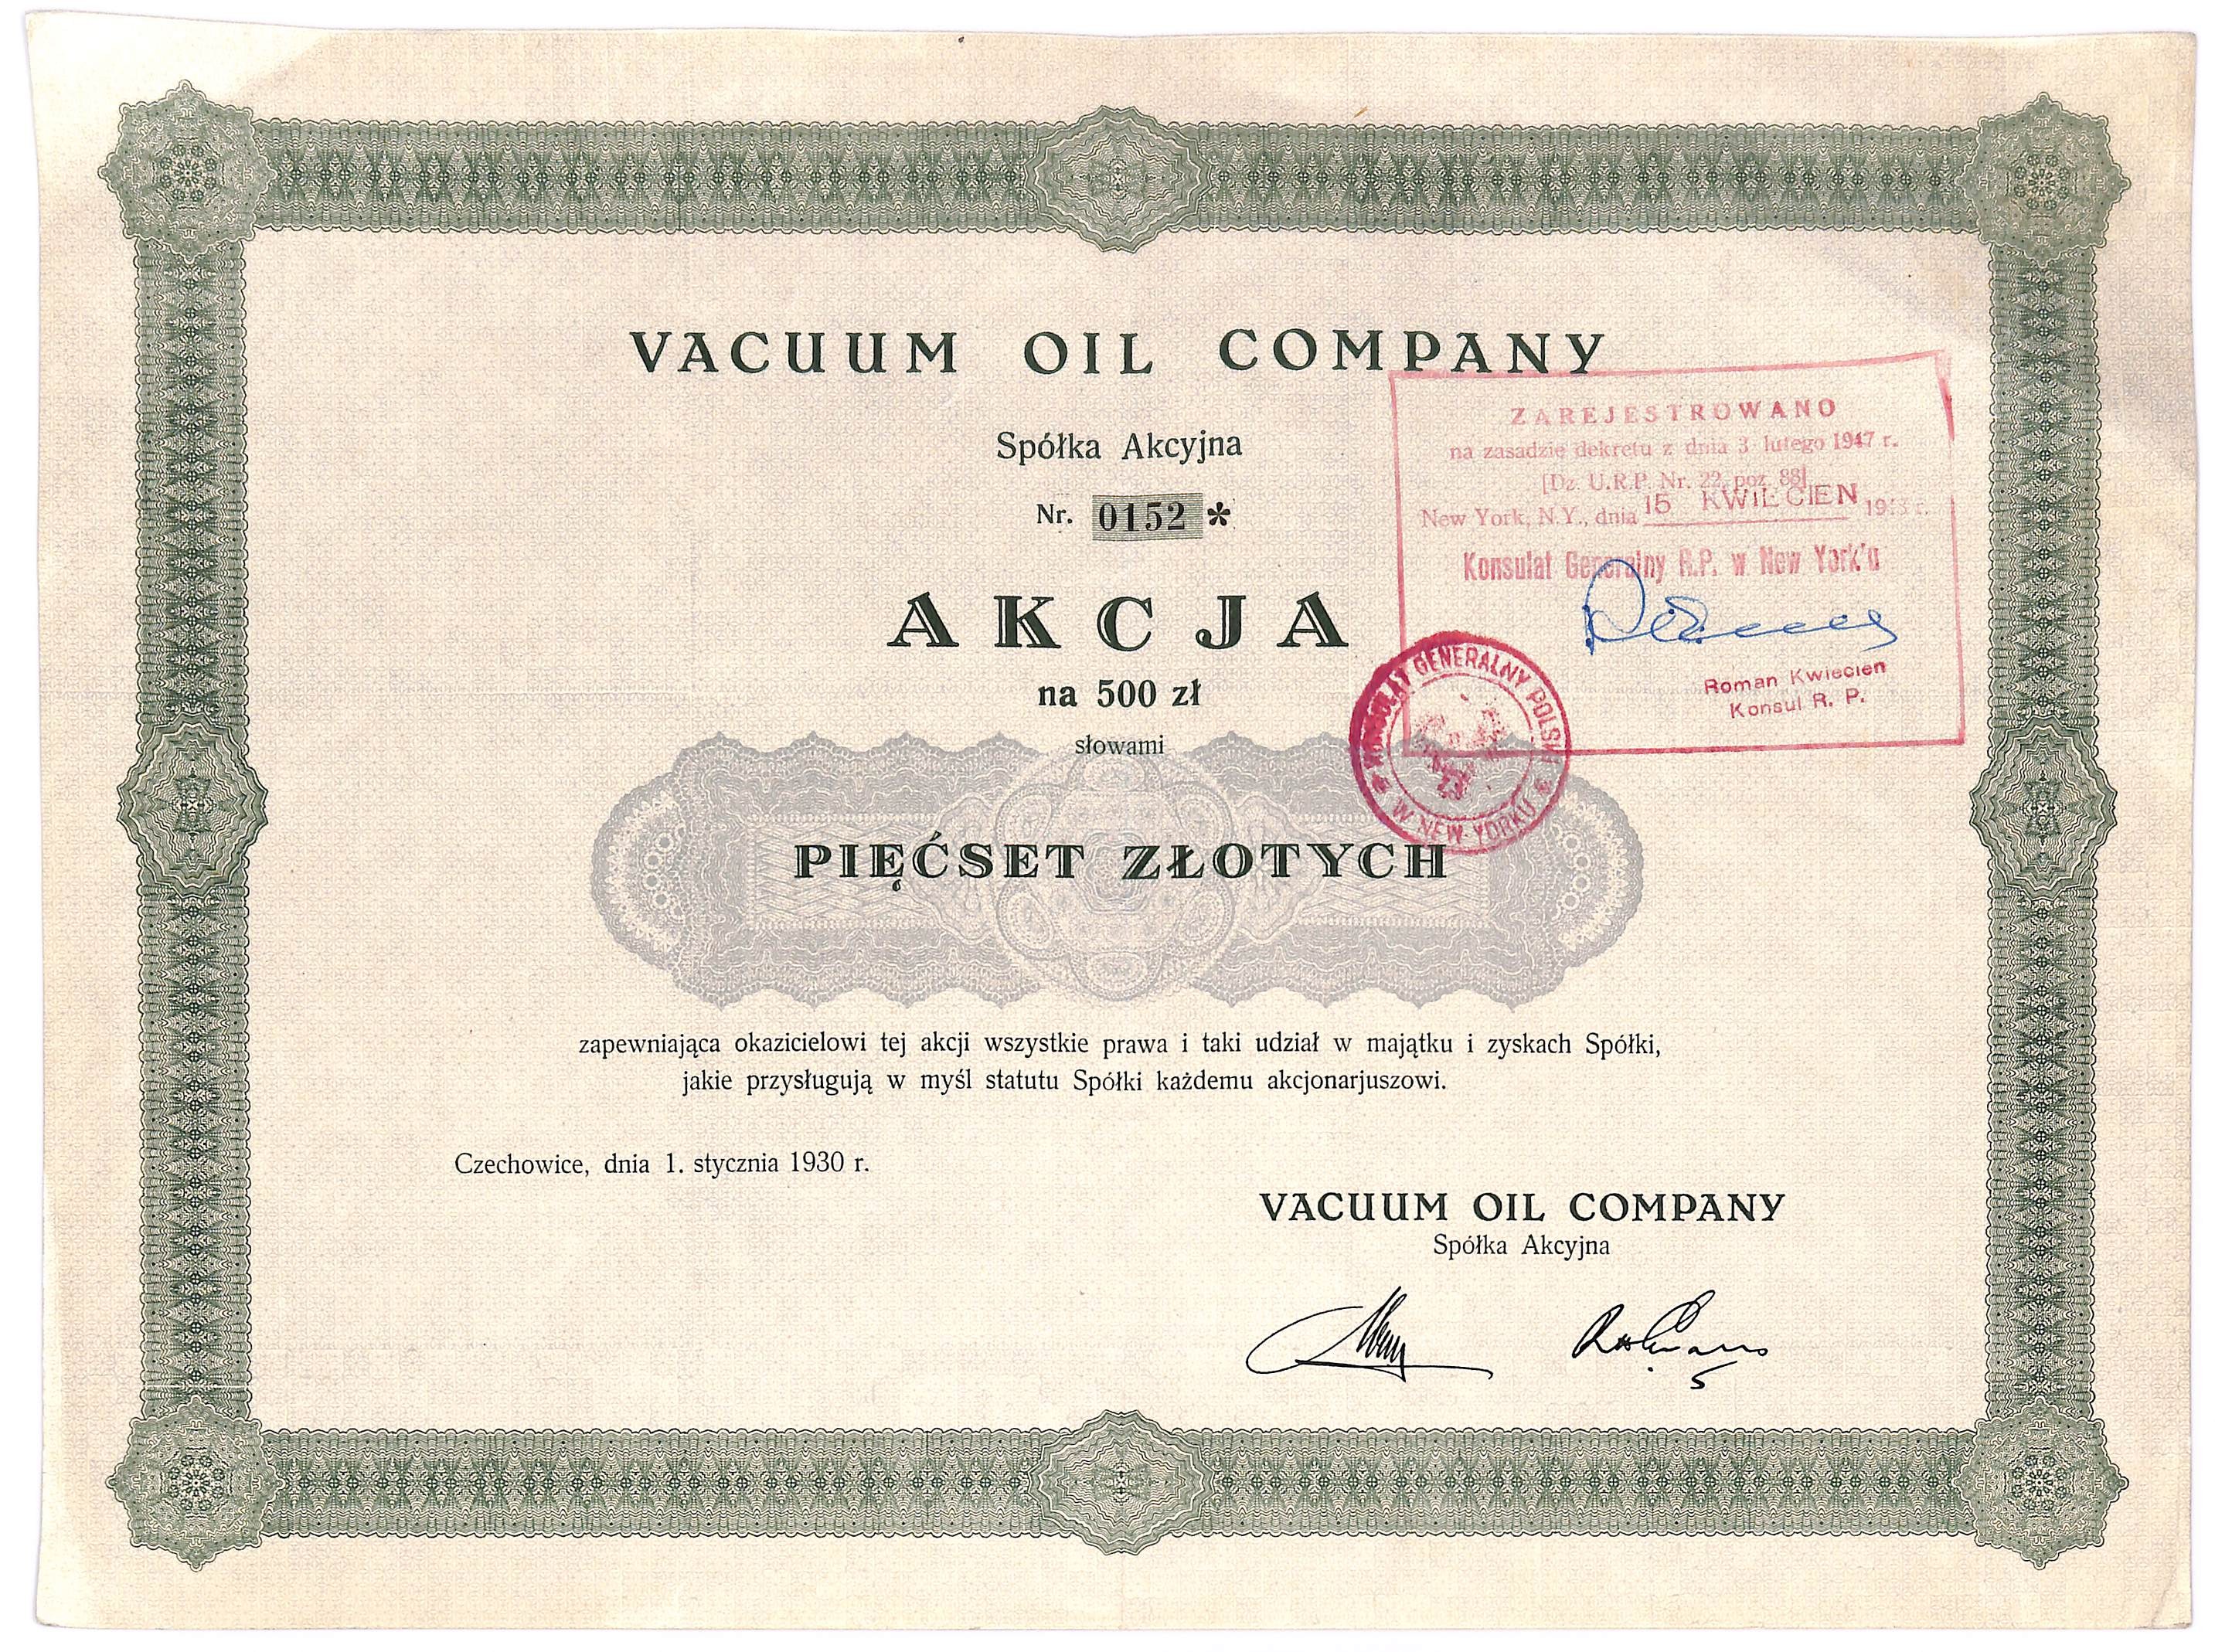 VACUUM OIL COMPANY
Spółka Akcyjna
Nr. 0152 *
AKCJA
na 500 zł
słowami
PIĘĆSET ZŁOTYCH
zapewniająca okazicielowi tej akcji wszystkie prawa i taki udział w majątku i zyskach Spółki,
jakie przysługują w myśl statutu Spółki każdemu akcjonarjuszowi.
Czechowice, dnia 1. stycznia 1930 r.
VACUUM OIL COMPANY
Spółka Akcyjna
ZAREJESTROWANO
na zasadzie dekretu z dnia 3 lutego 1947 r.
[Dz. U.R.P. Nr. 22, poz 88]
New York, N.Y., dnia 15 KWIECIEN
Konsulat Generalny R.P. w New York'u
Roman Kwiecien
Konsul R. P.
KONSULAT GENERALNY POLSKI
W NEW YORKU